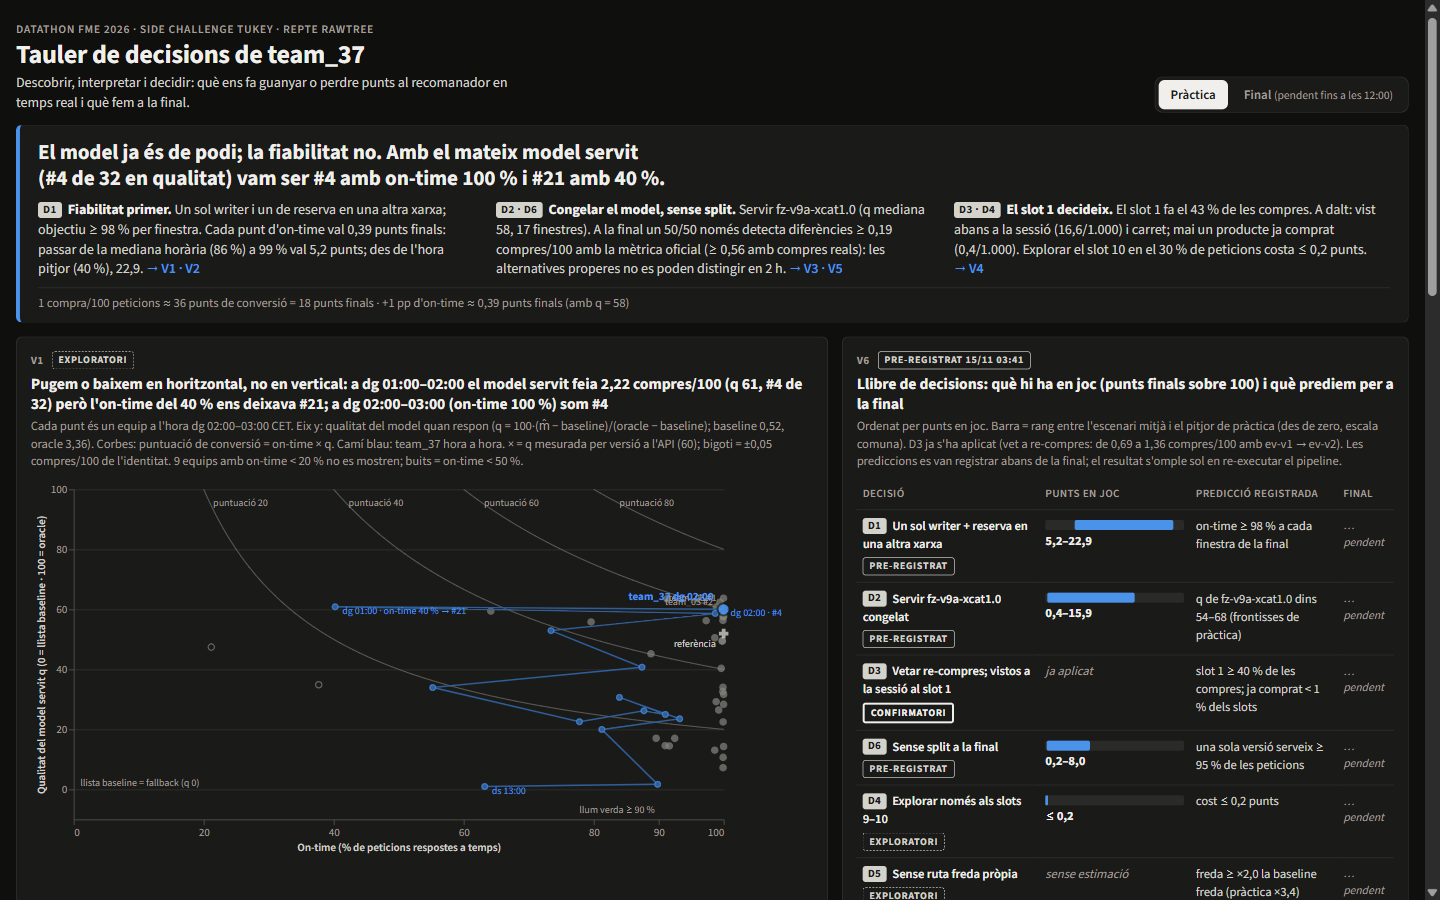 DATATHON FME 2026 · SIDE CHALLENGE TUKEY · REPTE RAWTREE
Tauler de decisions de team_37
Descobrir, interpretar i decidir: què ens fa guanyar o perdre punts al recomanador en
temps real i què fem a la final.
Pràctica
Final (pendent fins a les 12:00)
El model ja és de podi; la fiabilitat no. Amb el mateix model servit
(#4 de 32 en qualitat) vam ser #4 amb on-time 100 % i #21 amb 40 %.
D1 Fiabilitat primer. Un sol writer i un de reserva en una altra xarxa;
objectiu ≥ 98 % per finestra. Cada punt d'on-time val 0,39 punts finals:
passar de la mediana horària (86 %) a 99 % val 5,2 punts; des de l'hora
pitjor (40 %), 22,9. → V1 · V2
D2 · D6 Congelar el model, sense split. Servir fz-v9a-xcat1.0 (q mediana
58, 17 finestres). A la final un 50/50 només detecta diferències ≥ 0,19
compres/100 amb la mètrica oficial (≥ 0,56 amb compres reals): les
alternatives properes no es poden distingir en 2 h. → V3 · V5
D3 · D4 El slot 1 decideix. El slot 1 fa el 43 % de les compres. A dalt: vist
abans a la sessió (16,6/1.000) i carret; mai un producte ja comprat
(0,4/1.000). Explorar el slot 10 en el 30 % de peticions costa ≤ 0,2 punts.
→ V4
1 compra/100 peticions ≈ 36 punts de conversió = 18 punts finals · +1 pp d'on-time ≈ 0,39 punts finals (amb q = 58)
V1 EXPLORATORI
Pugem o baixem en horitzontal, no en vertical: a dg 01:00–02:00 el model servit feia 2,22 compres/100 (q 61, #4 de
32) però l'on-time del 40 % ens deixava #21; a dg 02:00–03:00 (on-time 100 %) som #4
Cada punt és un equip a l'hora dg 02:00–03:00 CET. Eix y: qualitat del model quan respon (q = 100·(m̂ − baseline)/(oracle − baseline); baseline 0,52,
oracle 3,36). Corbes: puntuació de conversió = on-time × q. Camí blau: team_37 hora a hora. × = q mesurada per versió a l'API (60); bigoti = ±0,05
compres/100 de l'identitat. 9 equips amb on-time < 20 % no es mostren; buits = on-time < 50 %.
Qualitat del model servit q (0 = llista baseline · 100 = oracle)
100
80
60
40
20
0
puntuació 20
puntuació 40
puntuació 60
puntuació 80
dg 01:00 · on-time 40 % → #21
dg 02:00 · #4
referència
llista baseline = fallback (q 0)
ds 13:00
llum verda ≥ 90 %
0
20
40
60
80
90
100
On-time (% de peticions respostes a temps)
V6 PRE-REGISTRAT 15/11 03:41
Llibre de decisions: què hi ha en joc (punts finals sobre 100) i què prediem per a
la final
Ordenat per punts en joc. Barra = rang entre l'escenari mitjà i el pitjor de pràctica (des de zero, escala
comuna). D3 ja s'ha aplicat (vet a re-compres: de 0,69 a 1,36 compres/100 amb ev-v1 → ev-v2). Les
prediccions es van registrar abans de la final; el resultat s'omple sol en re-executar el pipeline.
DECISIÓ
PUNTS EN JOC
PREDICCIÓ REGISTRADA
FINAL
D1 Un sol writer + reserva en
una altra xarxa
PRE-REGISTRAT
5,2–22,9
on-time ≥ 98 % a cada
finestra de la final
...
pendent
D2 Servir fz-v9a-xcat1.0
congelat
PRE-REGISTRAT
0,4–15,9
q de fz-v9a-xcat1.0 dins
54–68 (frontisses de
pràctica)
...
pendent
D3 Vetar re-compres; vistos a
la sessió al slot 1
CONFIRMATORI
ja aplicat
slot 1 ≥ 40 % de les
compres; ja comprat < 1
% dels slots
...
pendent
D6 Sense split a la final
PRE-REGISTRAT
0,2–8,0
una sola versió serveix ≥
95 % de les peticions
...
pendent
D4 Explorar només als slots
9–10
EXPLORATORI
≤ 0,2
cost ≤ 0,2 punts
...
pendent
D5 Sense ruta freda pròpia
EXPLORATORI
sense estimació
freda ≥ ×2,0 la baseline
freda (pràctica ×3,4)
...
pendent